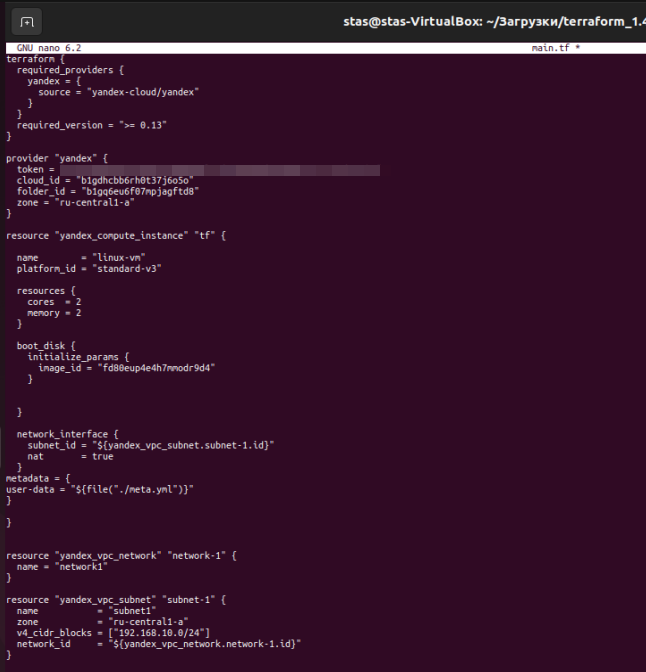 stas@stas-VirtualBox: ~/Загрузки/terraform_1.4
GNU nano 6.2 main.tf *
terraform {
  required_providers {
    yandex = {
      source = "yandex-cloud/yandex"
    }
  }
  required_version = ">= 0.13"
}
provider "yandex" {
  token =
  cloud_id = "b1gdhcbb6rh0t37j6o5o"
  folder_id = "b1gq6eu6f07mpjagftd8"
  zone = "ru-central1-a"
}
resource "yandex_compute_instance" "tf" {
  name        = "linux-vm"
  platform_id = "standard-v3"
  resources {
    cores  = 2
    memory = 2
  }
  boot_disk {
    initialize_params {
      image_id = "fd80eup4e4h7mmodr9d4"
    }
  }
  network_interface {
    subnet_id = "${yandex_vpc_subnet.subnet-1.id}"
    nat       = true
  }
metadata = {
user-data = "${file("./meta.yml")}"
}
}
resource "yandex_vpc_network" "network-1" {
  name = "network1"
}
resource "yandex_vpc_subnet" "subnet-1" {
  name           = "subnet1"
  zone           = "ru-central1-a"
  v4_cidr_blocks = ["192.168.10.0/24"]
  network_id     = "${yandex_vpc_network.network-1.id}"
}